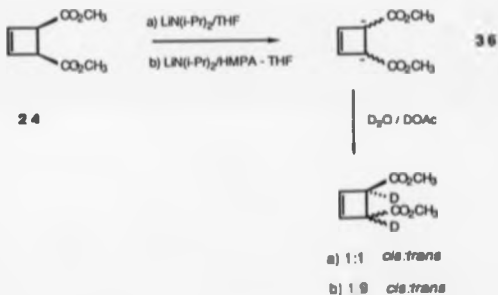 CO₂CH₃
CO₂CH₃
24
a) LiN(i-Pr)₂/THF
b) LiN(i-Pr)₂/HMPA - THF
CO₂CH₃
CO₂CH₃
36
D₂O / DOAc
CO₂CH₃
D
CO₂CH₃
D
a) 1:1 cis:trans
b) 1 9 cis:trans